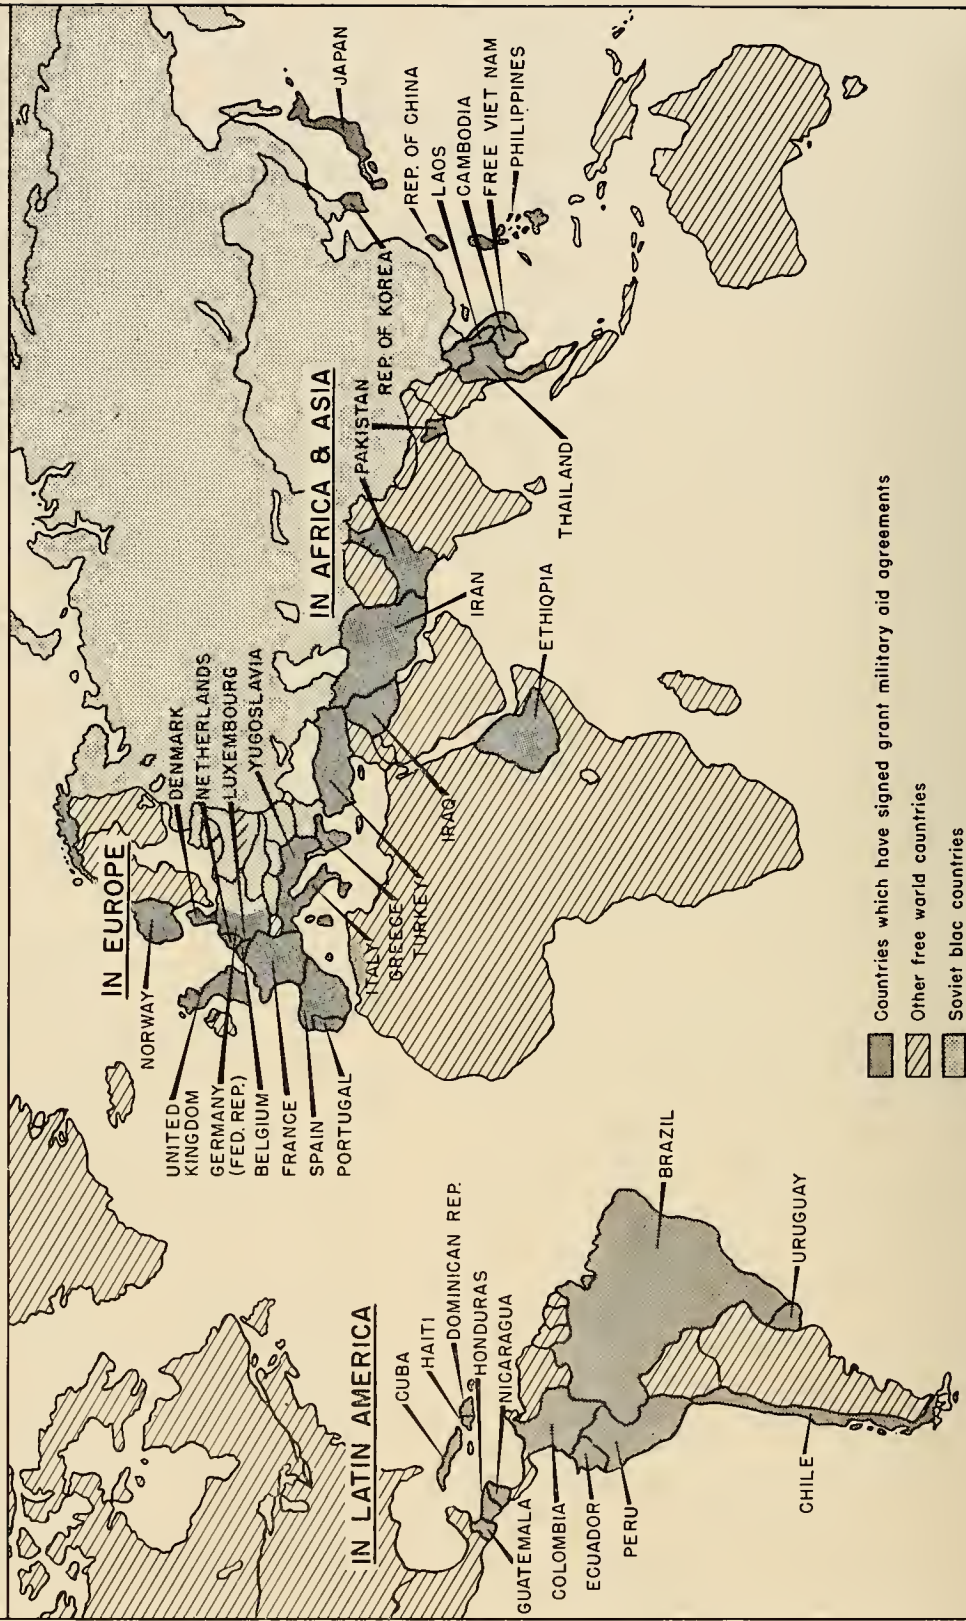 IN EUROPE
NORWAY
UNITED
KINGDOM
GERMANY
(FED. REP.)
BELGIUM
FRANCE
SPAIN
PORTUGAL
DENMARK
NETHERLANDS
LUXEMBOURG
YUGOSLAVIA
ITALY
GREECE
TURKEY
IN AFRICA & ASIA
PAKISTAN
REP. OF KOREA
JAPAN
REP. OF CHINA
LAOS
CAMBODIA
FREE VIET NAM
PHILIPPINES
THAILAND
IRAN
IRAQ
ETHIOPIA
IN LATIN AMERICA
CUBA
HAITI
DOMINICAN REP.
HONDURAS
NICARAGUA
GUATEMALA
COLOMBIA
ECUADOR
PERU
CHILE
BRAZIL
URUGUAY
Countries which have signed grant military aid agreements
Other free world countries
Soviet bloc countries